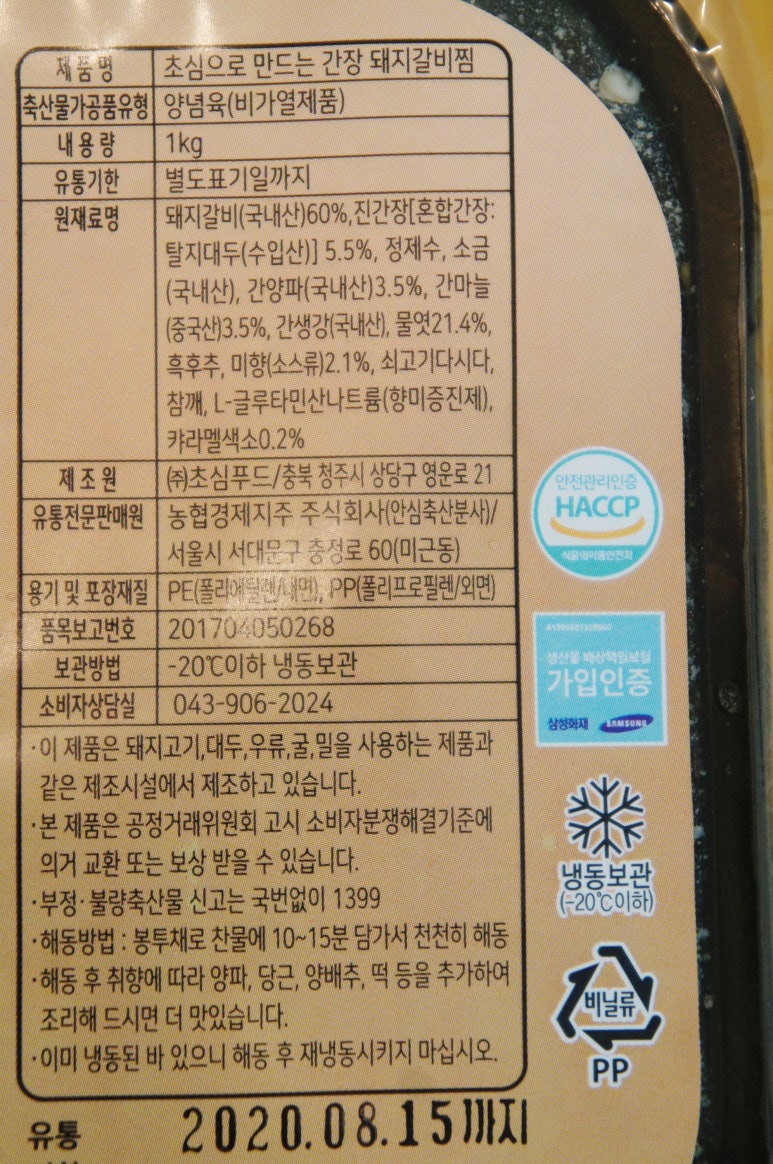 제품명 초심으로 만드는 간장 돼지갈비찜
축산물가공품유형 양념육(비가열제품)
내용량 1kg
유통기한 별도표기일까지
원재료명 돼지갈비(국내산)60%,진간장[혼합간장:
탈지대두(수입산)] 5.5%, 정제수, 소금
(국내산), 간양파(국내산)3.5%, 간마늘
(중국산)3.5%, 간생강(국내산), 물엿21.4%,
흑후추, 미향(소스류)2.1%, 쇠고기다시다,
참깨, L-글루타민산나트륨(향미증진제),
캬라멜색소0.2%
제조원 ㈜초심푸드/충북 청주시 상당구 영운로 21
유통전문판매원 농협경제지주 주식회사(안심축산분사)/
서울시 서대문구 충정로 60(미근동)
용기 및 포장재질 PE(폴리에틸렌/내면), PP(폴리프로필렌/외면)
품목보고번호 201704050268
보관방법 -20℃이하 냉동보관
소비자상담실 043-906-2024
·이 제품은 돼지고기,대두,우류,굴,밀을 사용하는 제품과
같은 제조시설에서 제조하고 있습니다.
·본 제품은 공정거래위원회 고시 소비자분쟁해결기준에
의거 교환 또는 보상 받을 수 있습니다.
·부정·불량축산물 신고는 국번없이 1399
·해동방법 : 봉투채로 찬물에 10~15분 담가서 천천히 해동
·해동 후 취향에 따라 양파, 당근, 양배추, 떡 등을 추가하여
조리해 드시면 더 맛있습니다.
·이미 냉동된 바 있으니 해동 후 재냉동시키지 마십시오.
안전관리인증
HACCP
식품의약품안전처
생산물 배상책임보험
가입인증
삼성화재 SAMSUNG
냉동보관
(-20℃이하)
비닐류
PP
유통 2020.08.15까지